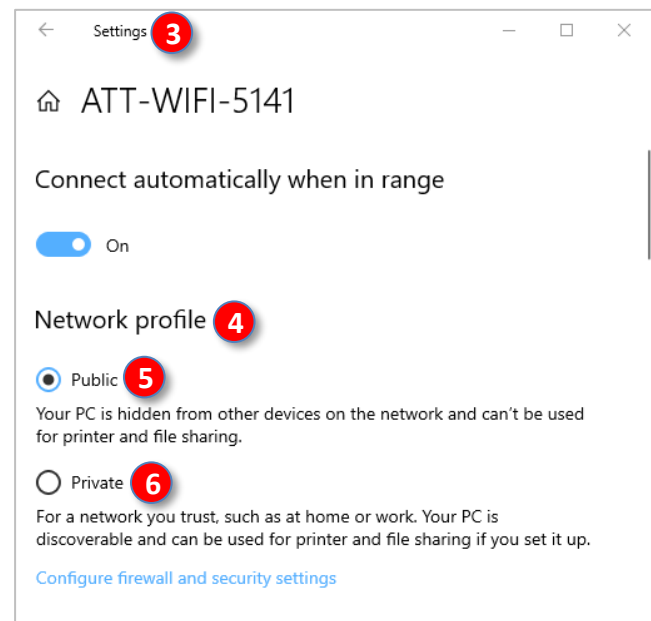 Settings 3
ATT-WIFI-5141
Connect automatically when in range
On
Network profile 4
Public 5
Your PC is hidden from other devices on the network and can't be used
for printer and file sharing.
Private 6
For a network you trust, such as at home or work. Your PC is
discoverable and can be used for printer and file sharing if you set it up.
Configure firewall and security settings